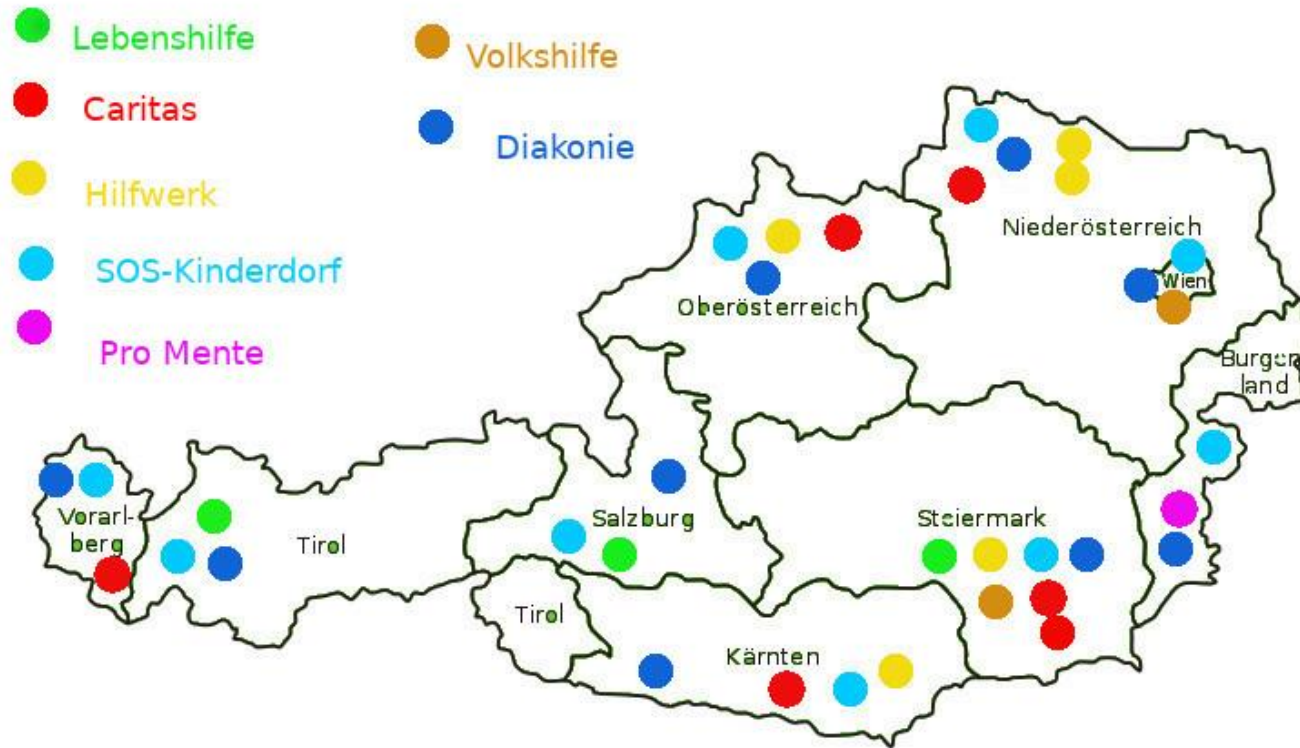 Lebenshilfe
Caritas
Hilfwerk
SOS-Kinderdorf
Pro Mente
Volkshilfe
Diakonie
Niederösterreich
Wien
Oberösterreich
Burgen
land
Vorarl-
berg
Tirol
Salzburg
Steiermark
Tirol
Kärnten